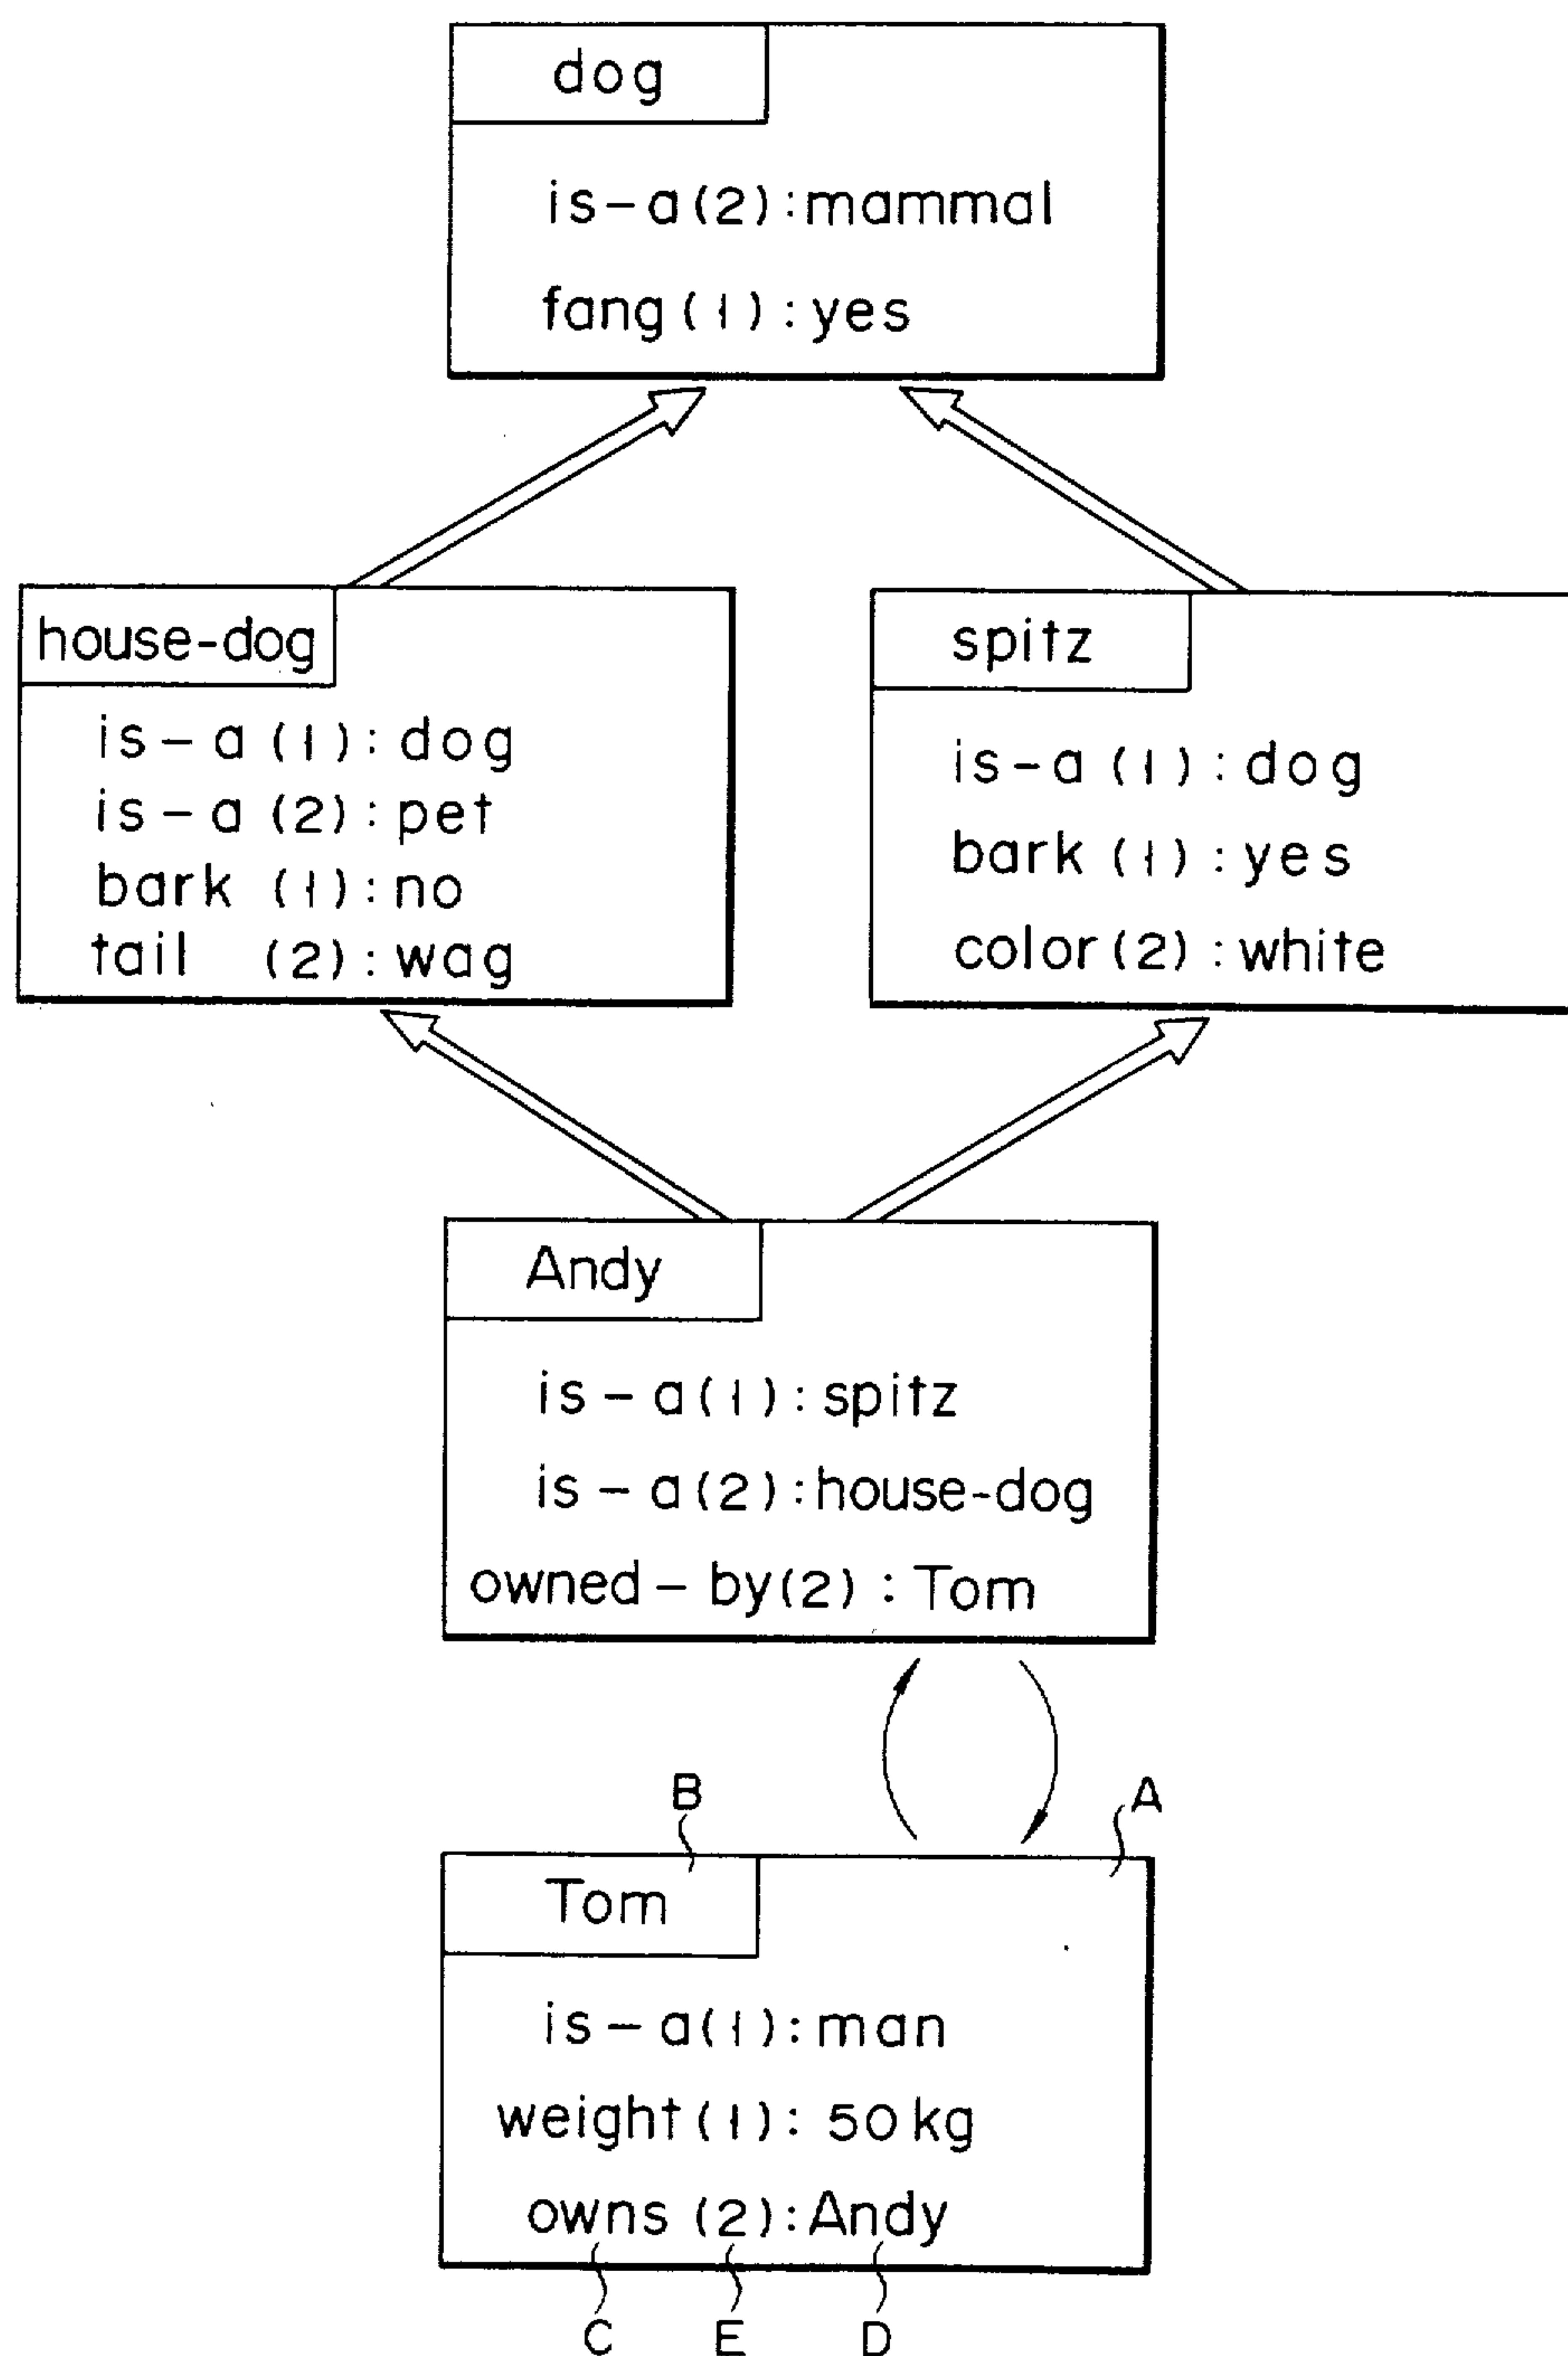 dog
is-a(2):mammal
fang(1):yes
house-dog
is-a(1):dog
is-a(2):pet
bark(1):no
tail (2):wag
spitz
is-a(1):dog
bark(1):yes
color(2):white
Andy
is-a(1):spitz
is-a(2):house-dog
owned-by(2):Tom
B
A
Tom
is-a(1):man
weight(1):50kg
owns(2):Andy
C
E
D